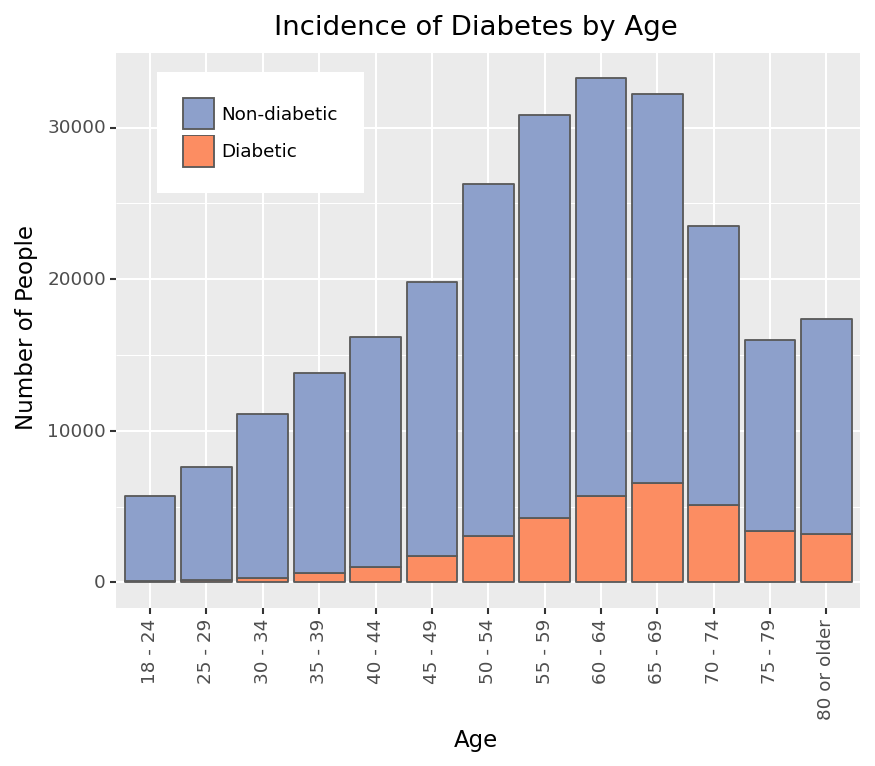 Incidence of Diabetes by Age
Non-diabetic
Diabetic
Number of People
30000
20000
10000
0
18 - 24
25 - 29
30 - 34
35 - 39
40 - 44
45 - 49
50 - 54
55 - 59
60 - 64
65 - 69
70 - 74
75 - 79
80 or older
Age